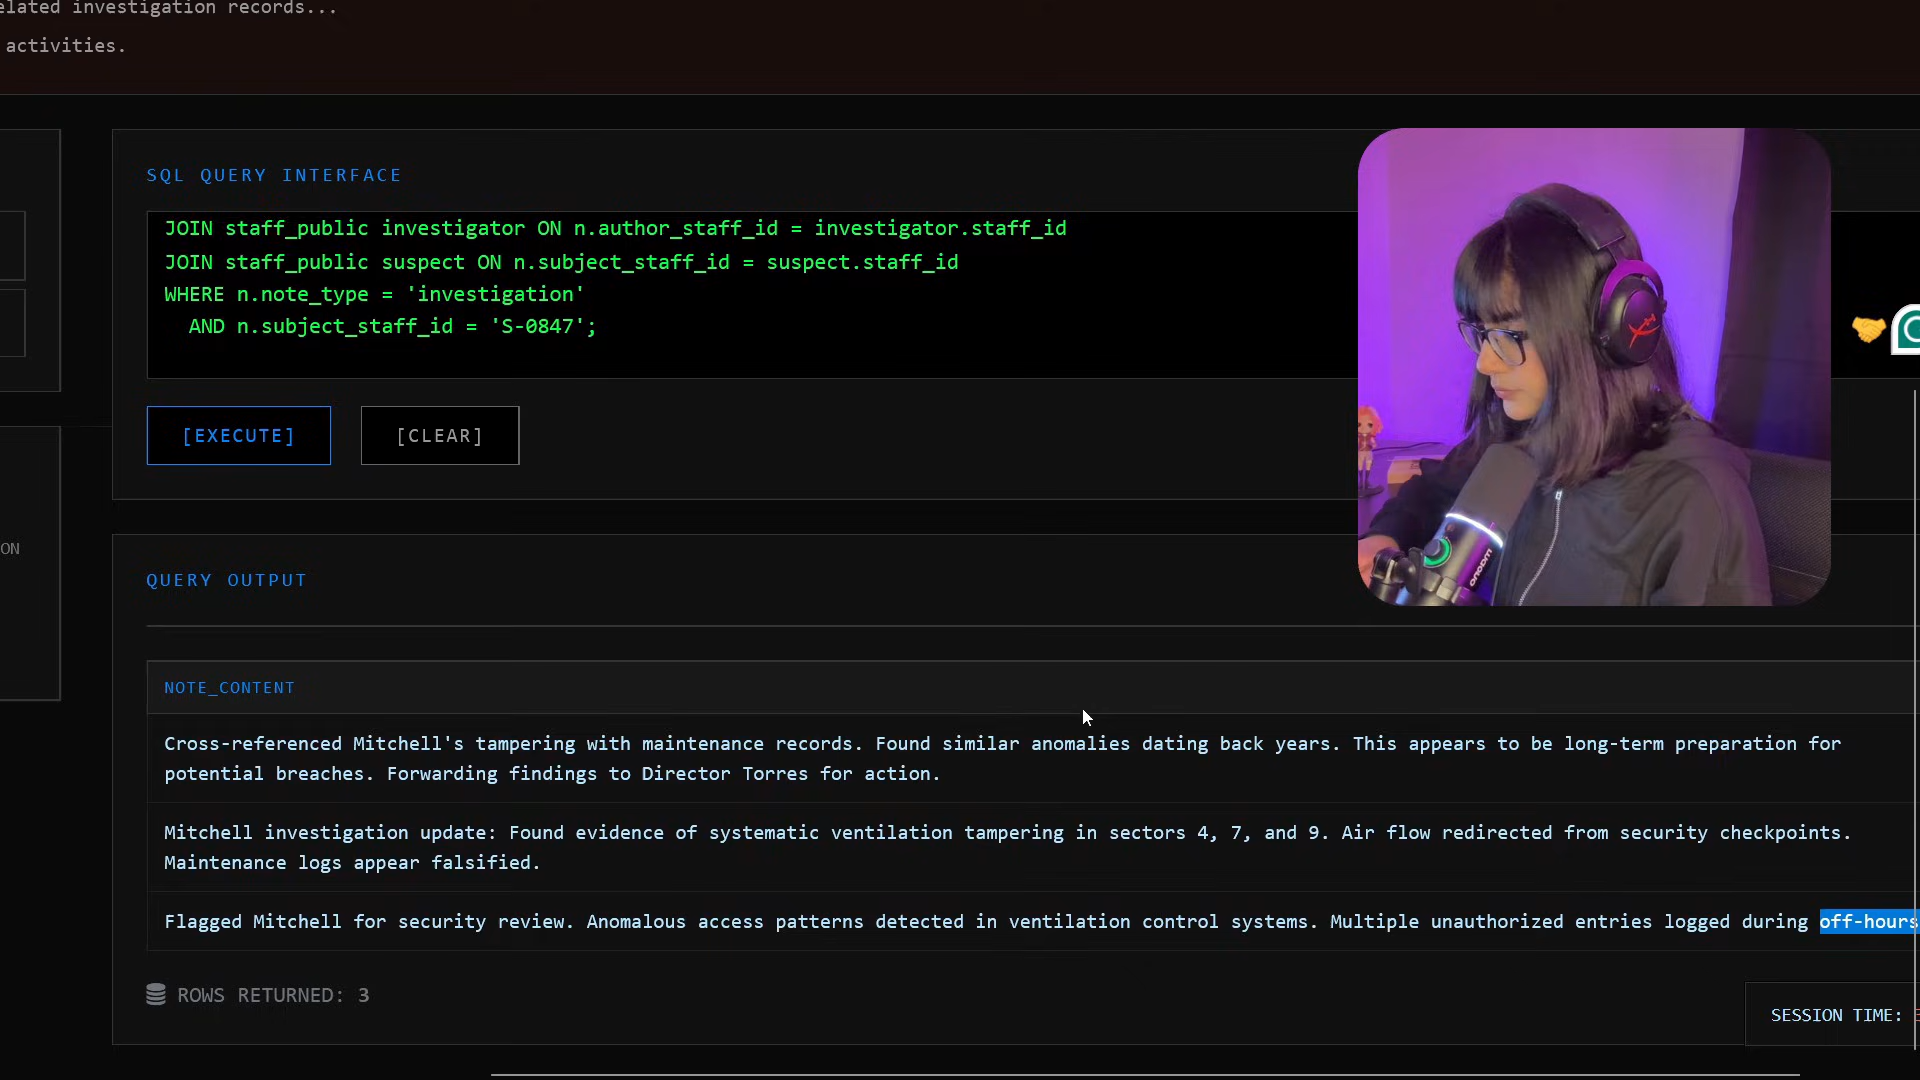 elated investigation records...
activities.
SQL QUERY INTERFACE
JOIN staff_public investigator ON n.author_staff_id = investigator.staff_id
JOIN staff_public suspect ON n.subject_staff_id = suspect.staff_id
WHERE n.note_type = 'investigation'
AND n.subject_staff_id = 'S-0847';
[EXECUTE]
[CLEAR]
ON
QUERY OUTPUT
NOTE_CONTENT
Cross-referenced Mitchell's tampering with maintenance records. Found similar anomalies dating back years. This appears to be long-term preparation for
potential breaches. Forwarding findings to Director Torres for action.
Mitchell investigation update: Found evidence of systematic ventilation tampering in sectors 4, 7, and 9. Air flow redirected from security checkpoints.
Maintenance logs appear falsified.
Flagged Mitchell for security review. Anomalous access patterns detected in ventilation control systems. Multiple unauthorized entries logged during off-hours
ROWS RETURNED: 3
SESSION TIME: